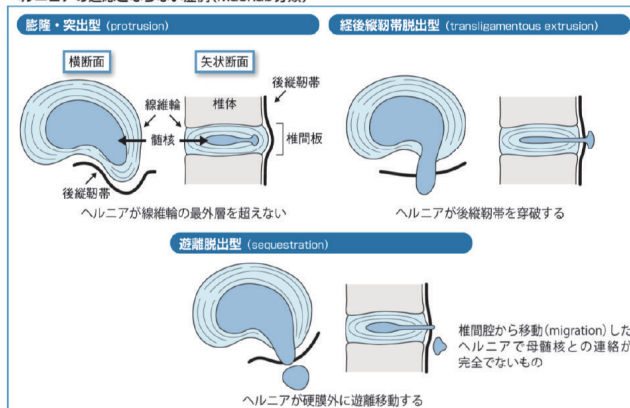 膨隆・突出型 (protrusion)
横断面
矢状断面
後縦靭帯
線維輪
椎体
髄核
椎間板
後縦靭帯
ヘルニアが線維輪の最外層を超えない
経後縦靭帯脱出型 (transligamentous extrusion)
ヘルニアが後縦靭帯を穿破する
遊離脱出型 (sequestration)
椎間腔から移動(migration)した
ヘルニアで母髄核との連絡が
完全でないもの
ヘルニアが硬膜外に遊離移動する